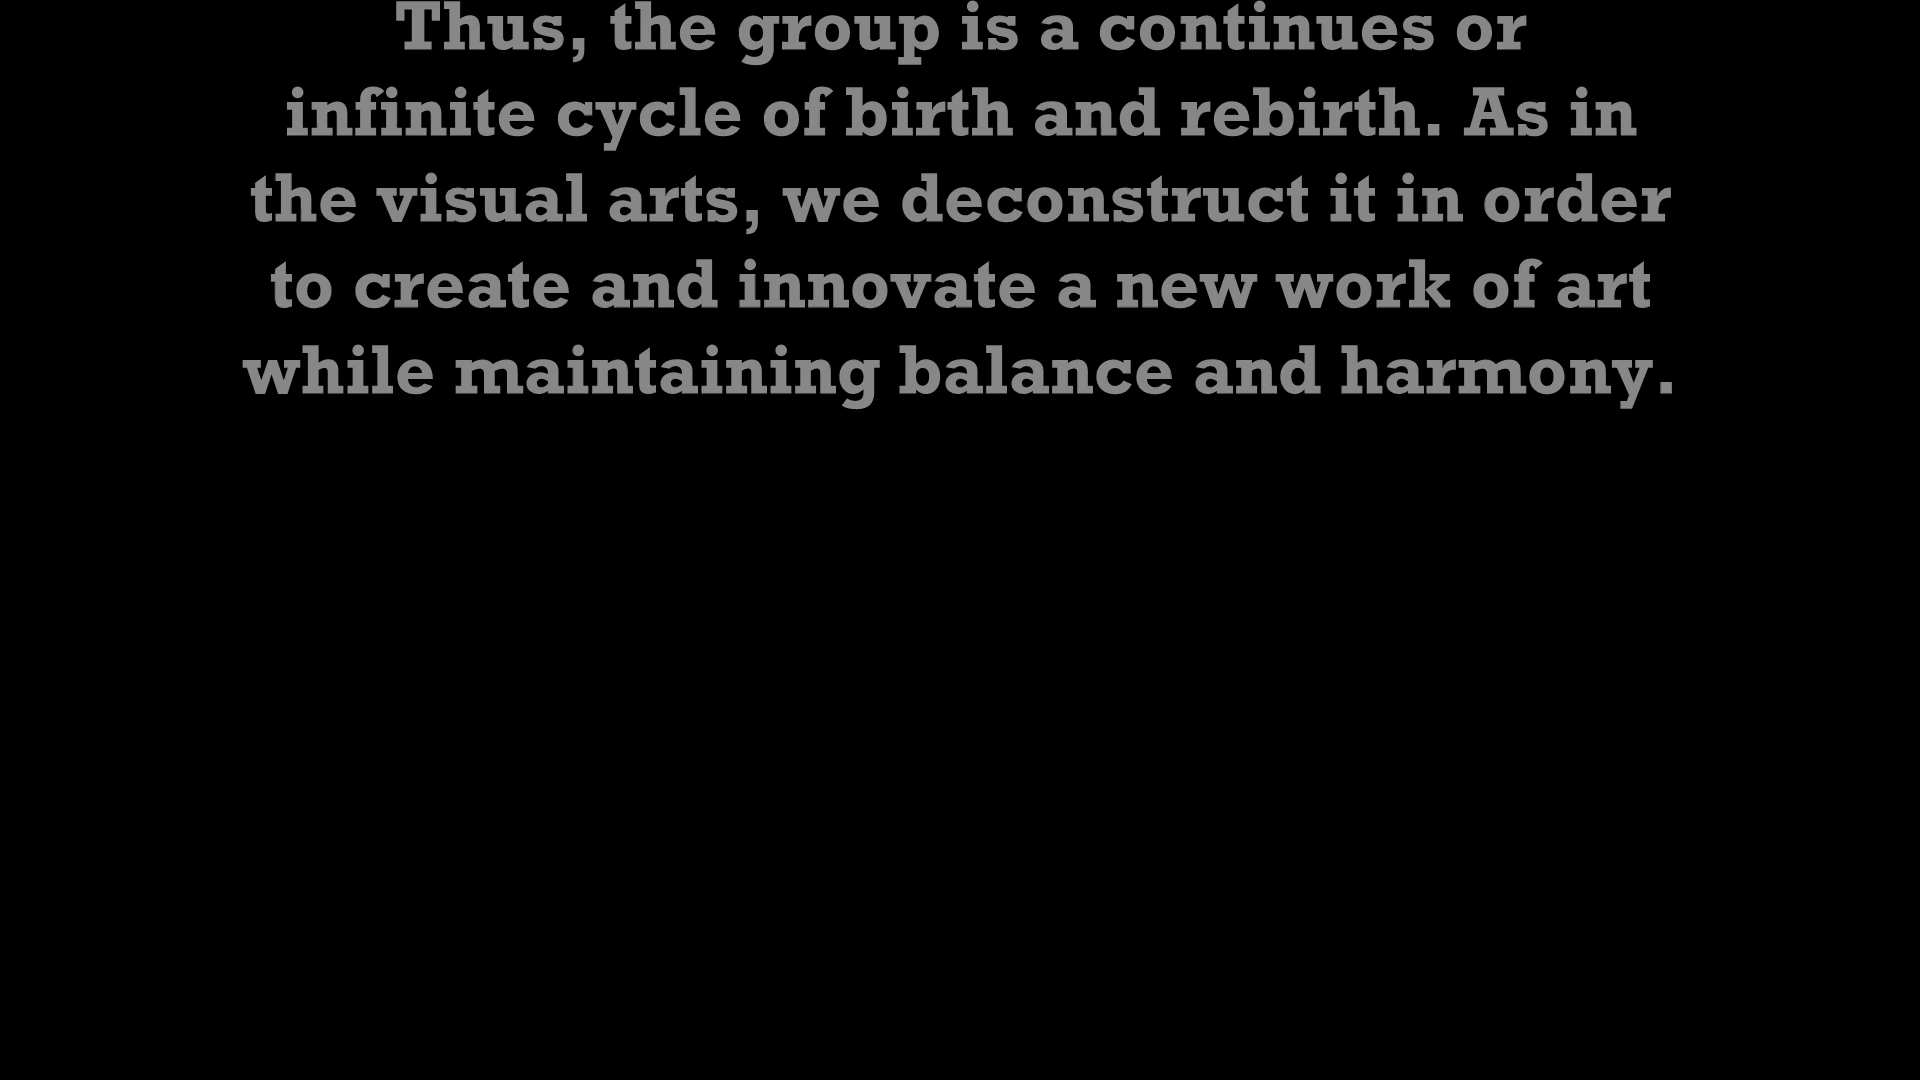 Thus, the group is a continues or
infinite cycle of birth and rebirth. As in
the visual arts, we deconstruct it in order
to create and innovate a new work of art
while maintaining balance and harmony.